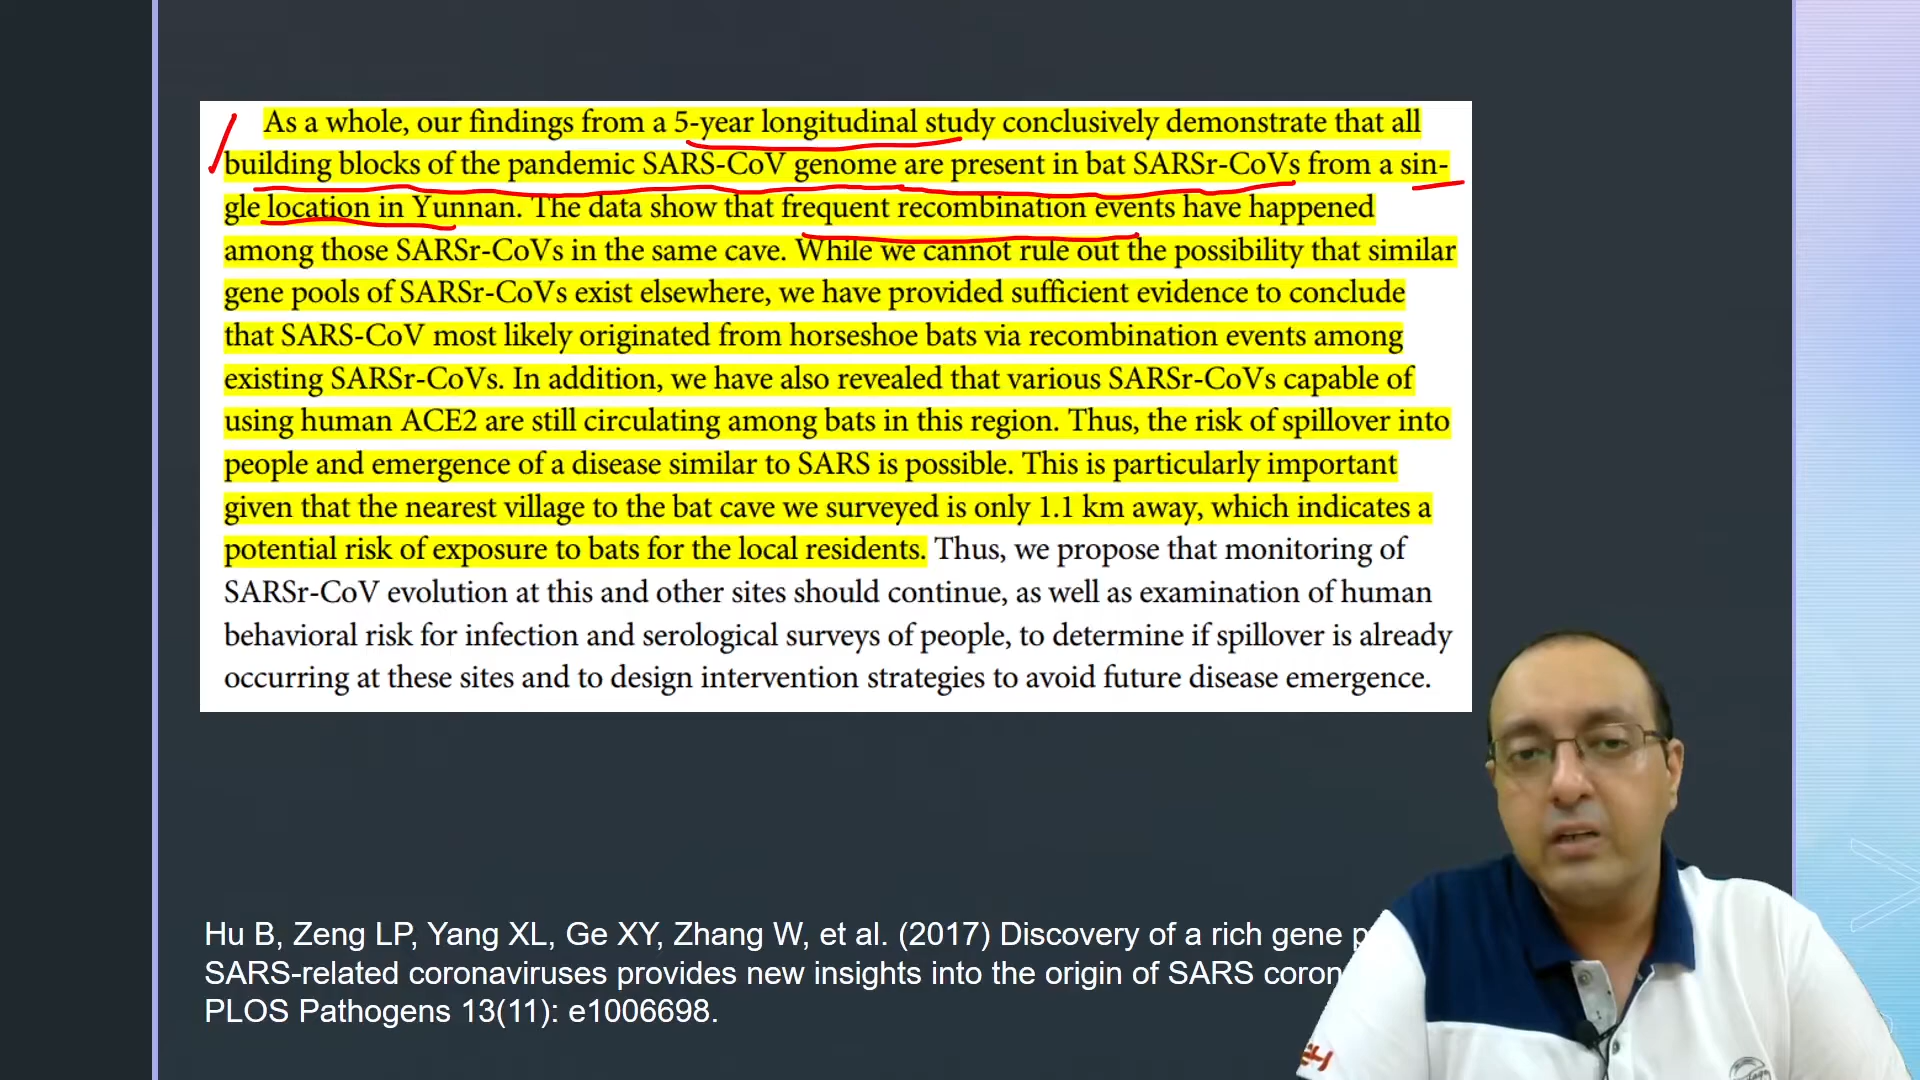 As a whole, our findings from a 5-year longitudinal study conclusively demonstrate that all
building blocks of the pandemic SARS-CoV genome are present in bat SARSr-CoVs from a sin-
gle location in Yunnan. The data show that frequent recombination events have happened
among those SARSr-CoVs in the same cave. While we cannot rule out the possibility that similar
gene pools of SARSr-CoVs exist elsewhere, we have provided sufficient evidence to conclude
that SARS-CoV most likely originated from horseshoe bats via recombination events among
existing SARSr-CoVs. In addition, we have also revealed that various SARSr-CoVs capable of
using human ACE2 are still circulating among bats in this region. Thus, the risk of spillover into
people and emergence of a disease similar to SARS is possible. This is particularly important
given that the nearest village to the bat cave we surveyed is only 1.1 km away, which indicates a
potential risk of exposure to bats for the local residents. Thus, we propose that monitoring of
SARSr-CoV evolution at this and other sites should continue, as well as examination of human
behavioral risk for infection and serological surveys of people, to determine if spillover is already
occurring at these sites and to design intervention strategies to avoid future disease emergence.
Hu B, Zeng LP, Yang XL, Ge XY, Zhang W, et al. (2017) Discovery of a rich gene
SARS-related coronaviruses provides new insights into the origin of SARS
PLOS Pathogens 13(11): e1006698.